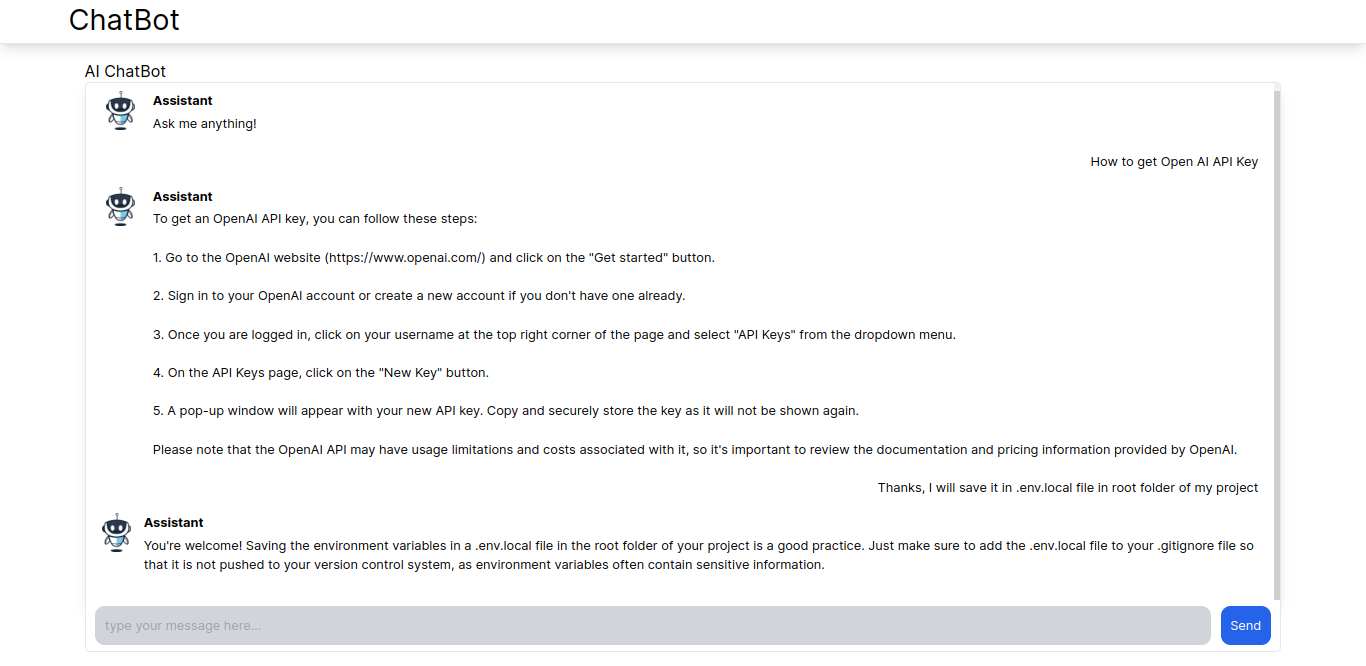 ChatBot
AI ChatBot
Assistant
Ask me anything!
How to get Open AI API Key
Assistant
To get an OpenAI API key, you can follow these steps:
1. Go to the OpenAI website (https://www.openai.com/) and click on the "Get started" button.
2. Sign in to your OpenAI account or create a new account if you don't have one already.
3. Once you are logged in, click on your username at the top right corner of the page and select "API Keys" from the dropdown menu.
4. On the API Keys page, click on the "New Key" button.
5. A pop-up window will appear with your new API key. Copy and securely store the key as it will not be shown again.
Please note that the OpenAI API may have usage limitations and costs associated with it, so it's important to review the documentation and pricing information provided by OpenAI.
Thanks, I will save it in .env.local file in root folder of my project
Assistant
You're welcome! Saving the environment variables in a .env.local file in the root folder of your project is a good practice. Just make sure to add the .env.local file to your .gitignore file so
that it is not pushed to your version control system, as environment variables often contain sensitive information.
type your message here...
Send